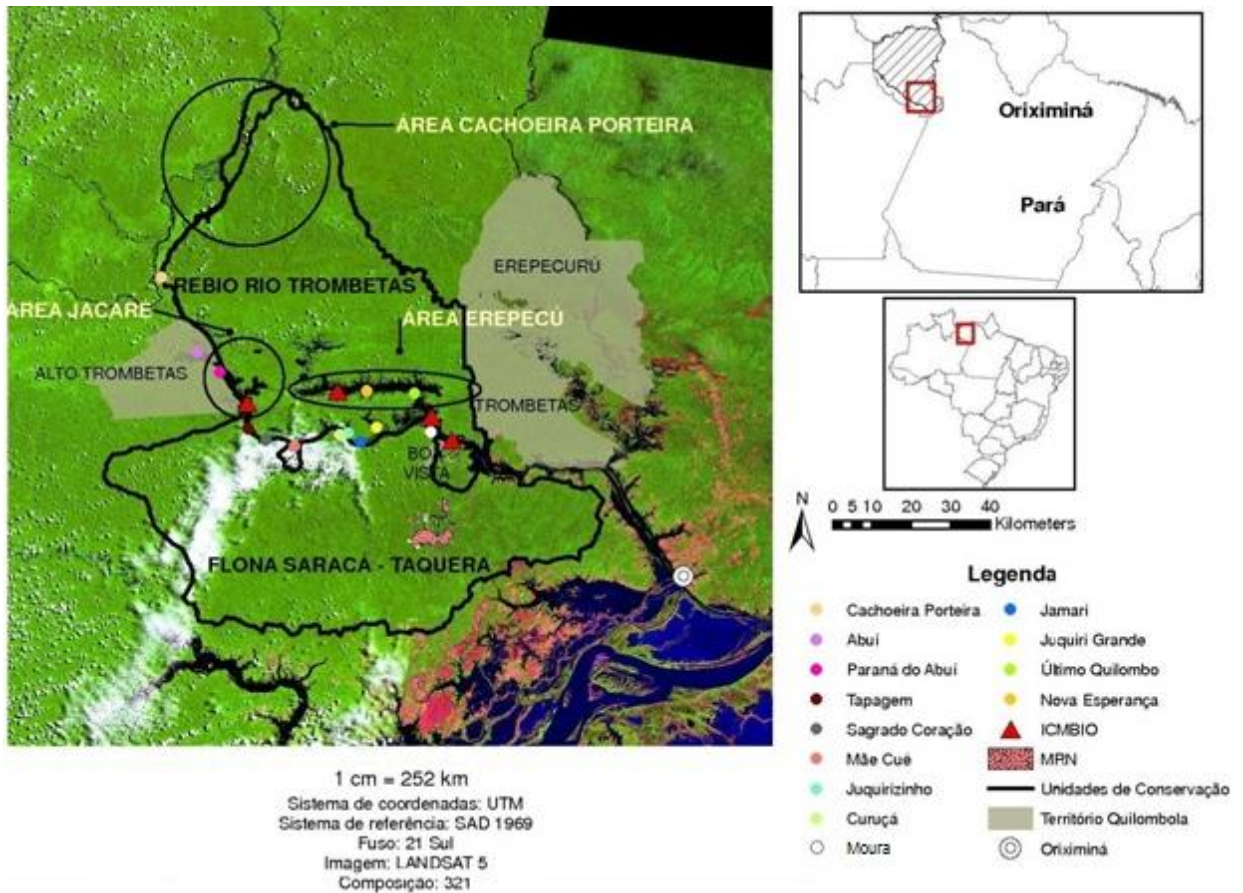 ÁREA CACHOEIRA PORTEIRA
EREPECURÚ
REBIO RIO TROMBETAS
ÁREA JACARÉ
ÁREA EREPECÚ
ALTO TROMBETAS
TROMBETAS
BOA
VISTA
FLONA SARACÁ - TAQUERA
1 cm = 252 km
Sistema de coordenadas: UTM
Sistema de referência: SAD 1969
Fuso: 21 Sul
Imagem: LANDSAT 5
Composição: 321
Oriximiná
Pará
N
0 5 10 20 30 40
Kilometers
Legenda
Cachoeira Porteira
Abuí
Paraná do Abuí
Tapagem
Sagrado Coração
Mãe Cué
Juquirizinho
Curuçá
Moura
Jamari
Juquiri Grande
Último Quilombo
Nova Esperança
ICMBIO
MRN
Unidades de Conservação
Território Quilombola
Oriximiná